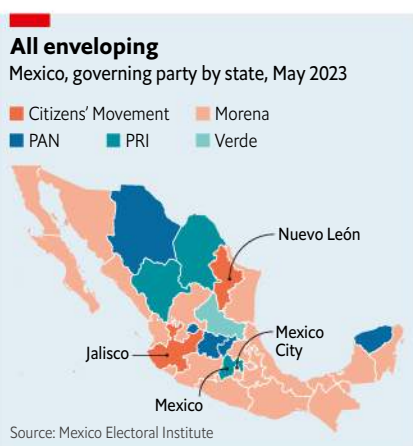 All enveloping
Mexico, governing party by state, May 2023
Citizens’ Movement
Morena
PAN
PRI
Verde
Nuevo León
Mexico
City
Jalisco
Mexico
Source: Mexico Electoral Institute